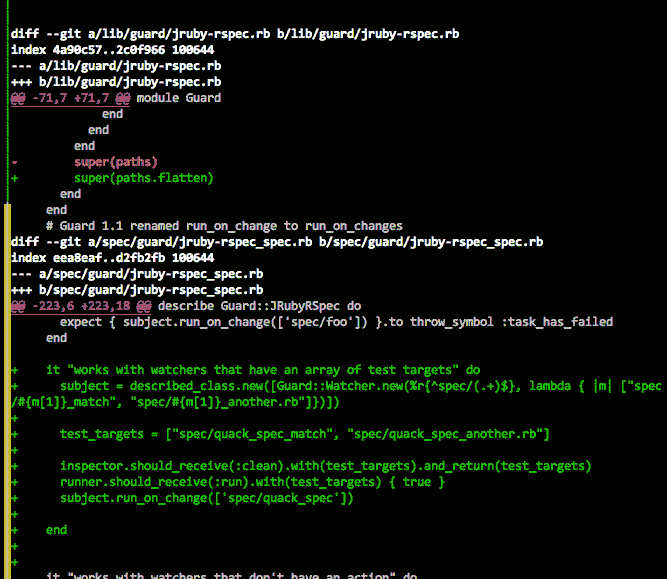 diff --git a/lib/guard/jruby-rspec.rb b/lib/guard/jruby-rspec.rb
index 4a90c57..2c0f966 100644
--- a/lib/guard/jruby-rspec.rb
+++ b/lib/guard/jruby-rspec.rb
@@ -71,7 +71,7 @@ module Guard
             end
           end
         end
-        super(paths)
+        super(paths.flatten)
       end
     end
     # Guard 1.1 renamed run_on_change to run_on_changes
diff --git a/spec/guard/jruby-rspec_spec.rb b/spec/guard/jruby-rspec_spec.rb
index eea8eaf..d2fb2fb 100644
--- a/spec/guard/jruby-rspec_spec.rb
+++ b/spec/guard/jruby-rspec_spec.rb
@@ -223,6 +223,18 @@ describe Guard::JRubyRSpec do
       expect { subject.run_on_change(['spec/foo']) }.to throw_symbol :task_has_failed
     end

+    it "works with watchers that have an array of test targets" do
+      subject = described_class.new([Guard::Watcher.new(%r{^spec/(.+)$}, lambda { |m| ["spec
/#{m[1]}_match", "spec/#{m[1]}_another.rb"]})])
+
+      test_targets = ["spec/quack_spec_match", "spec/quack_spec_another.rb"]
+
+      inspector.should_receive(:clean).with(test_targets).and_return(test_targets)
+      runner.should_receive(:run).with(test_targets) { true }
+      subject.run_on_change(['spec/quack_spec'])
+
+    end
+
+
     it "works with watchers that don't have an action" do